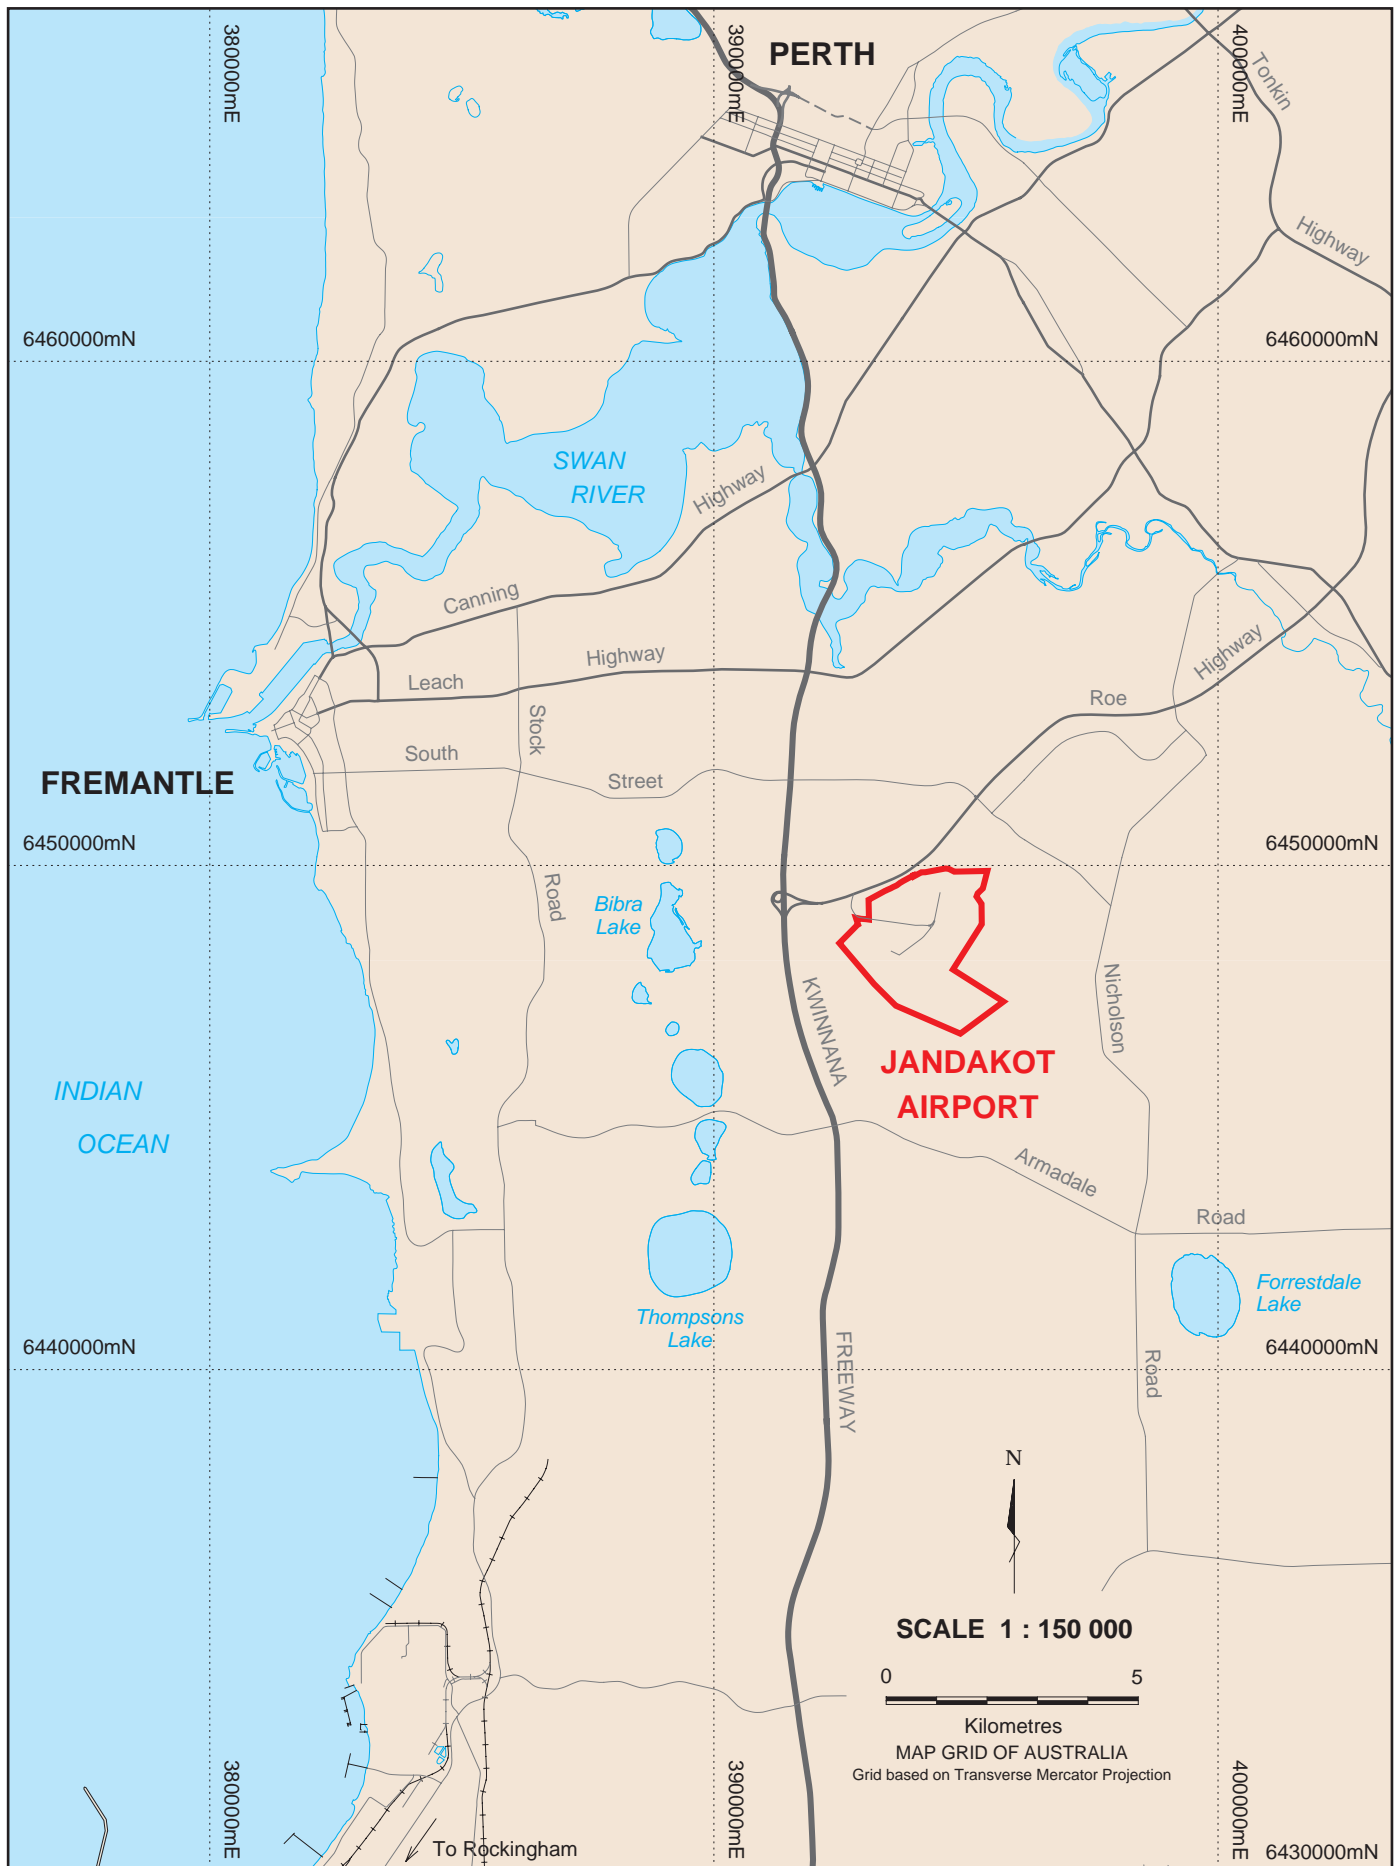 380000mE
390000mE
400000mE
PERTH
Tonkin
Highway
6460000mN
6460000mN
SWAN
RIVER
Highway
Canning
Highway
Leach
Highway
Roe
Stock
South
Street
FREMANTLE
6450000mN
6450000mN
Road
Bibra
Lake
Nicholson
KWINNANA
JANDAKOT
AIRPORT
INDIAN
OCEAN
Armadale
Road
Forrestdale
Lake
Thompsons
Lake
6440000mN
6440000mN
FREEWAY
Road
N
SCALE 1 : 150 000
0 5
Kilometres
MAP GRID OF AUSTRALIA
Grid based on Transverse Mercator Projection
380000mE
390000mE
400000mE
To Rockingham
6430000mN